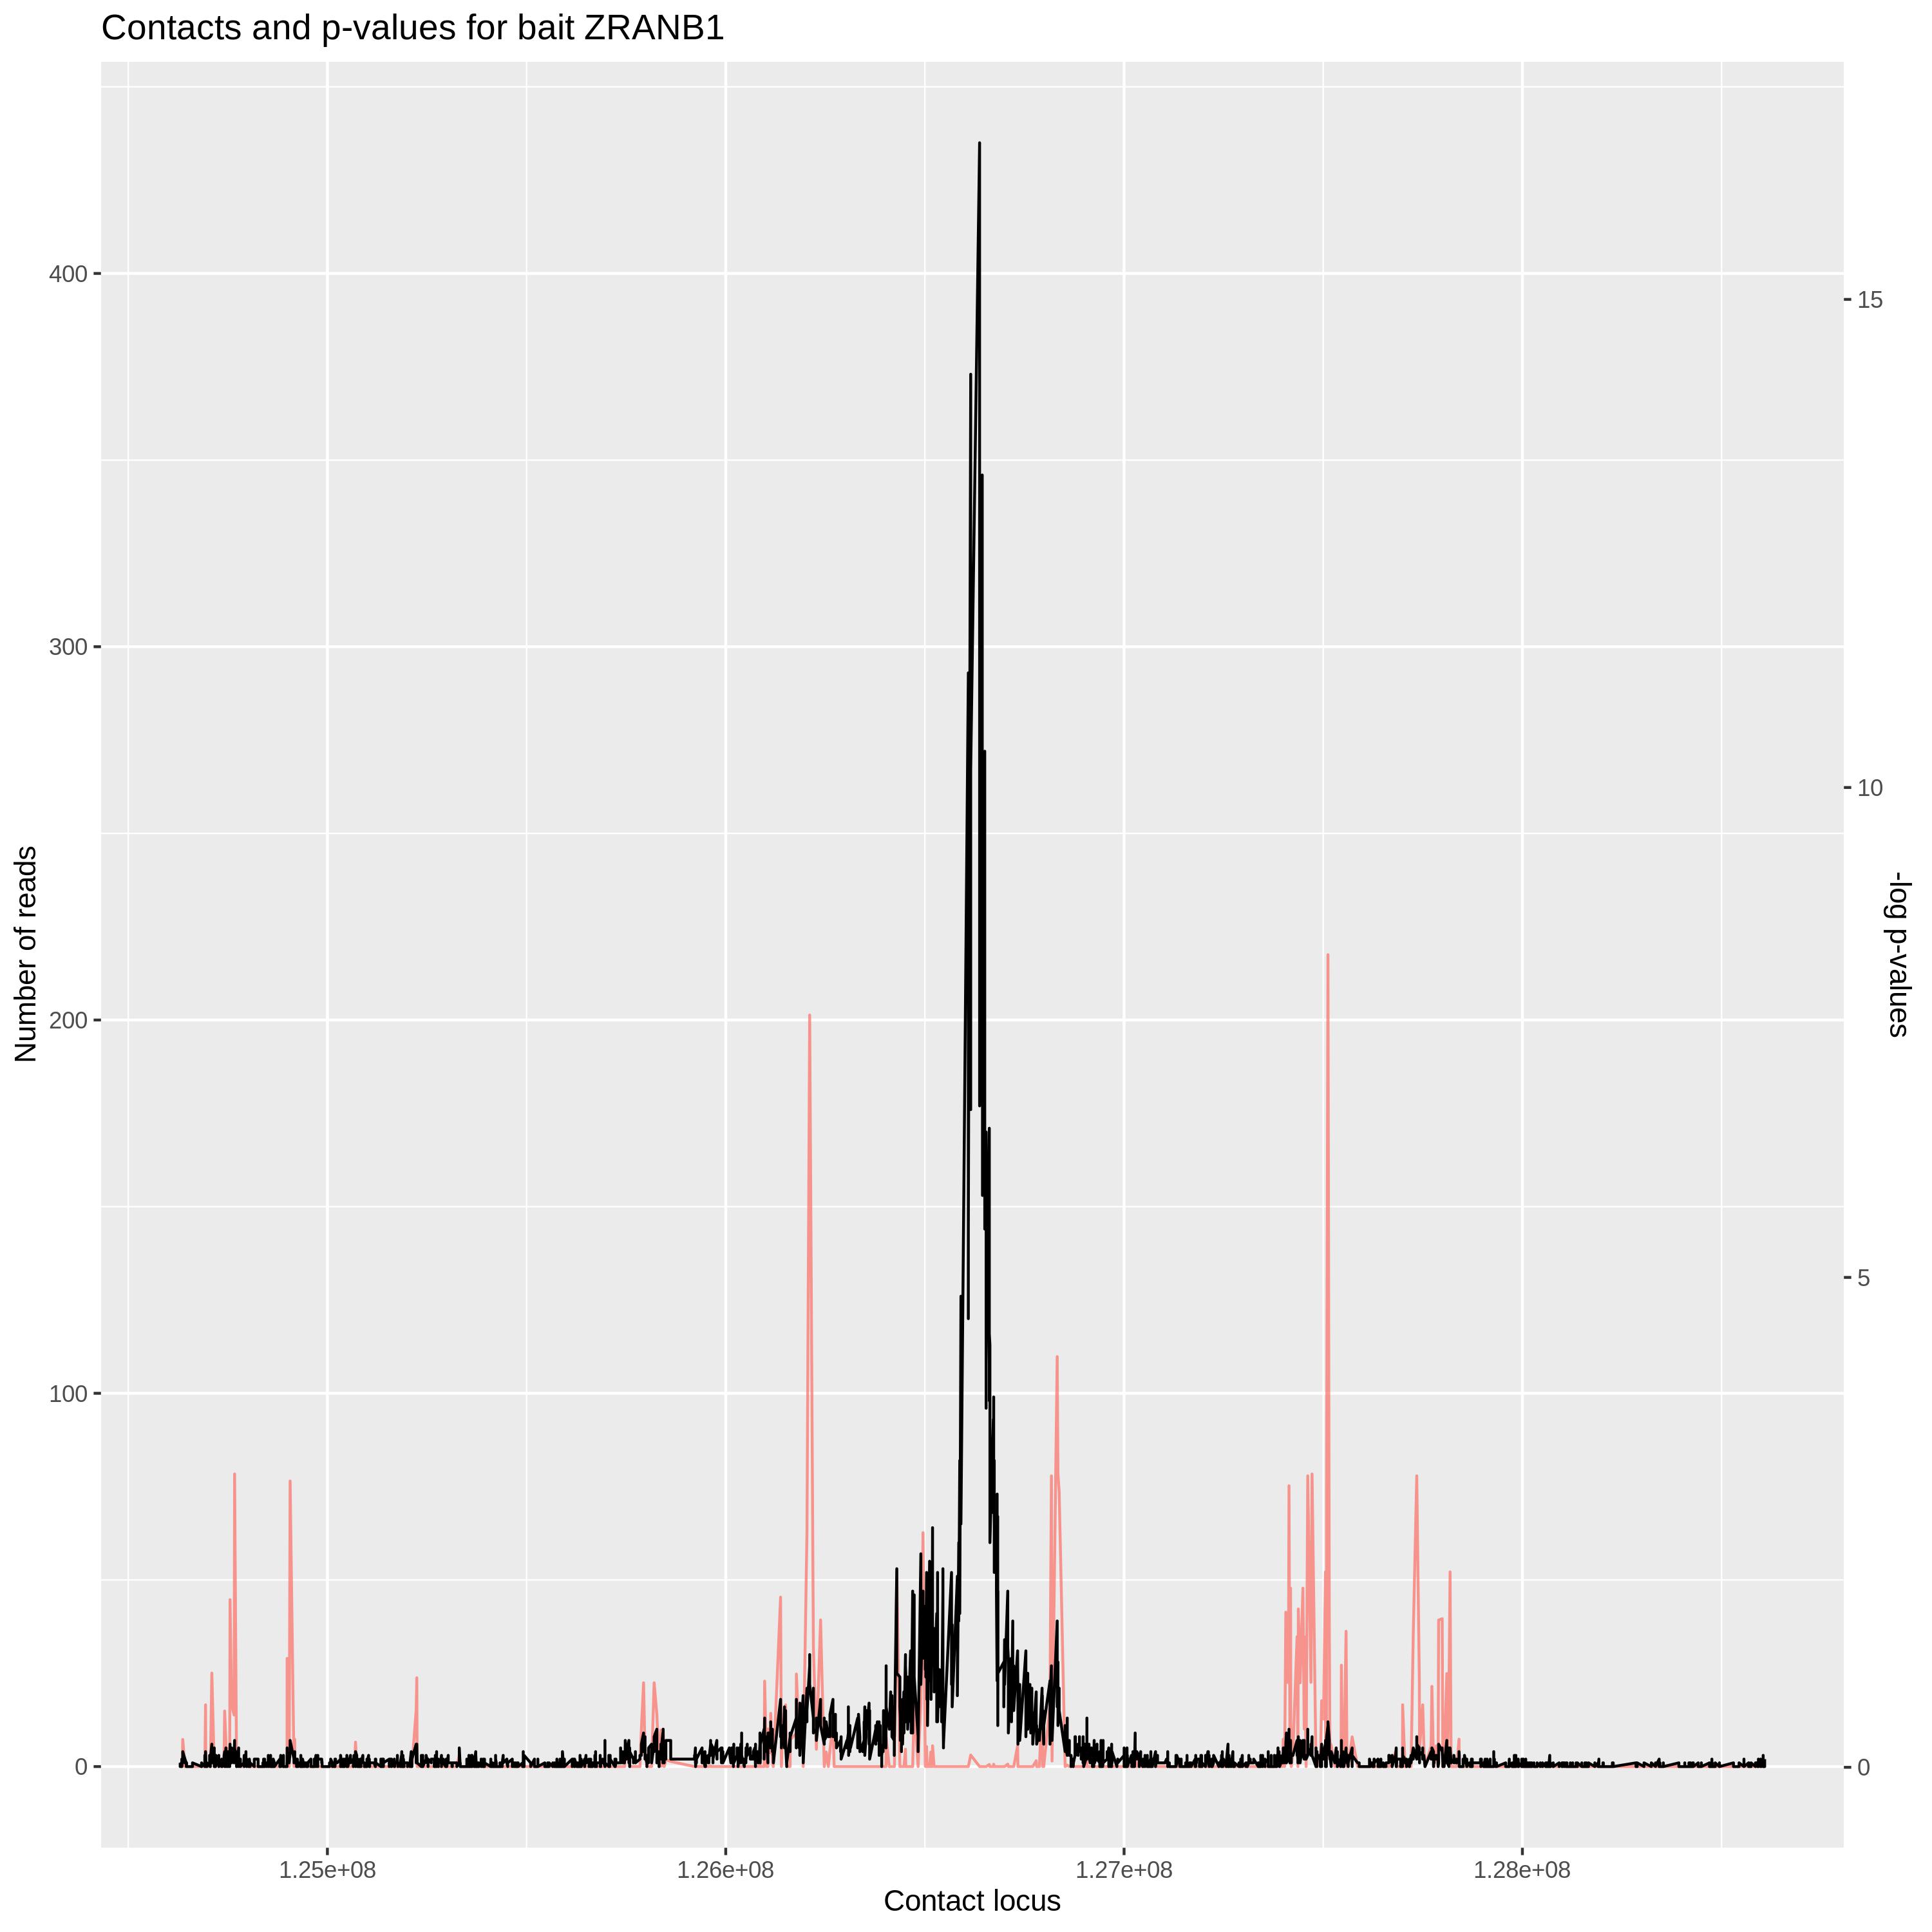 Contacts and p-values for bait ZRANB1
400
300
200
100
0
Number of reads
15
10
5
0
-log p-values
1.25e+08
1.26e+08
1.27e+08
1.28e+08
Contact locus